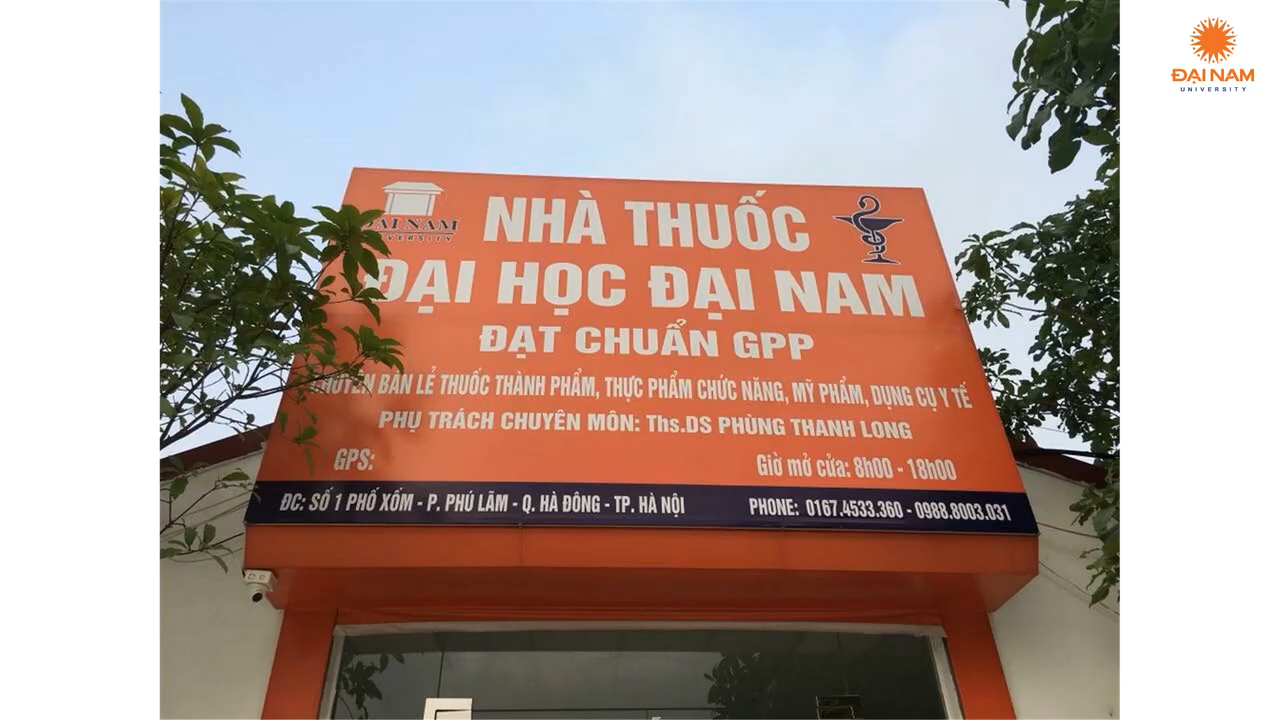 ĐẠI NAM
UNIVERSITY
ĐẠI NAM
UNIVERSITY
NHÀ THUỐC
ĐẠI HỌC ĐẠI NAM
ĐẠT CHUẨN GPP
CHUYÊN BÁN LẺ THUỐC THÀNH PHẨM, THỰC PHẨM CHỨC NĂNG, MỸ PHẨM, DỤNG CỤ Y TẾ
PHỤ TRÁCH CHUYÊN MÔN: Ths.DS PHÙNG THANH LONG
GPS:
Giờ mở cửa: 8h00 - 18h00
ĐC: SỐ 1 PHỐ XỐM - P. PHÚ LÃM - Q. HÀ ĐÔNG - TP. HÀ NỘI
PHONE: 0167.4533.360 - 0988.8003.031